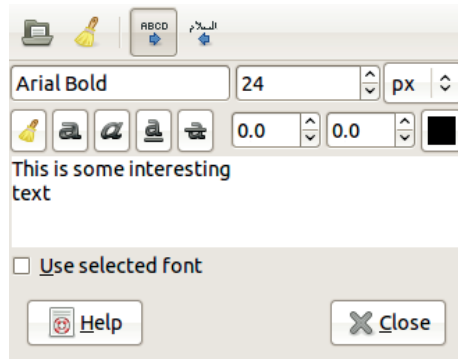 ABCD السلام
Arial Bold 24 px
a a a a 0.0 0.0
This is some interesting
text
Use selected font
Help Close